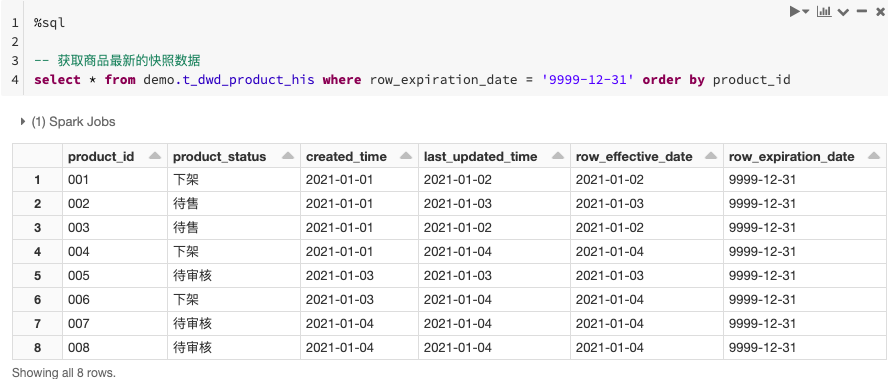 1 %sql
2
3 -- 获取商品最新的快照数据
4 select * from demo.t_dwd_product_his where row_expiration_date = '9999-12-31' order by product_id
(1) Spark Jobs
product_id product_status created_time last_updated_time row_effective_date row_expiration_date
1 001 下架 2021-01-01 2021-01-02 2021-01-02 9999-12-31
2 002 待售 2021-01-01 2021-01-03 2021-01-03 9999-12-31
3 003 待售 2021-01-01 2021-01-02 2021-01-02 9999-12-31
4 004 下架 2021-01-01 2021-01-04 2021-01-04 9999-12-31
5 005 待审核 2021-01-03 2021-01-03 2021-01-03 9999-12-31
6 006 下架 2021-01-03 2021-01-04 2021-01-04 9999-12-31
7 007 待审核 2021-01-04 2021-01-04 2021-01-04 9999-12-31
8 008 待审核 2021-01-04 2021-01-04 2021-01-04 9999-12-31
Showing all 8 rows.